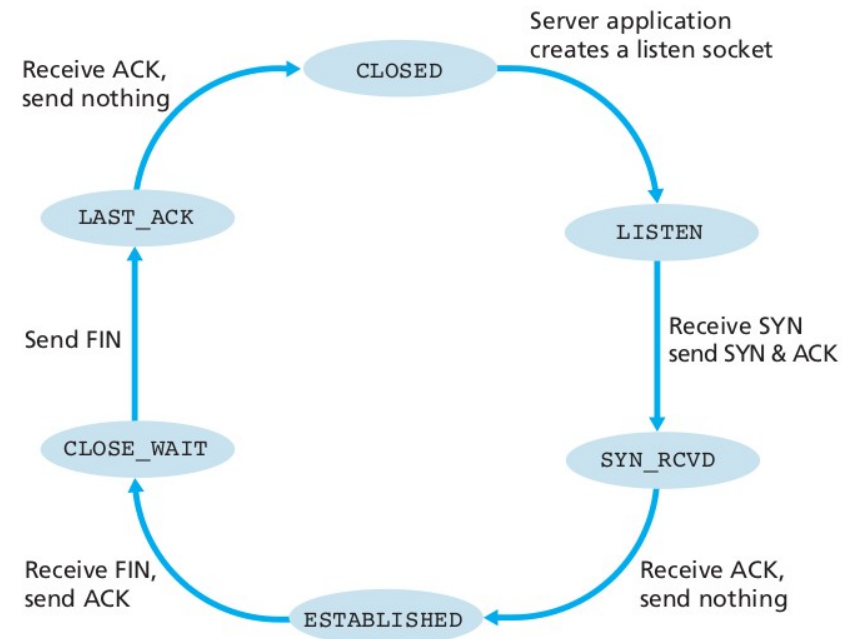 Server application
creates a listen socket
CLOSED
Receive ACK,
send nothing
LAST_ACK
LISTEN
Send FIN
Receive SYN
send SYN & ACK
CLOSE_WAIT
SYN_RCVD
Receive FIN,
send ACK
Receive ACK,
send nothing
ESTABLISHED